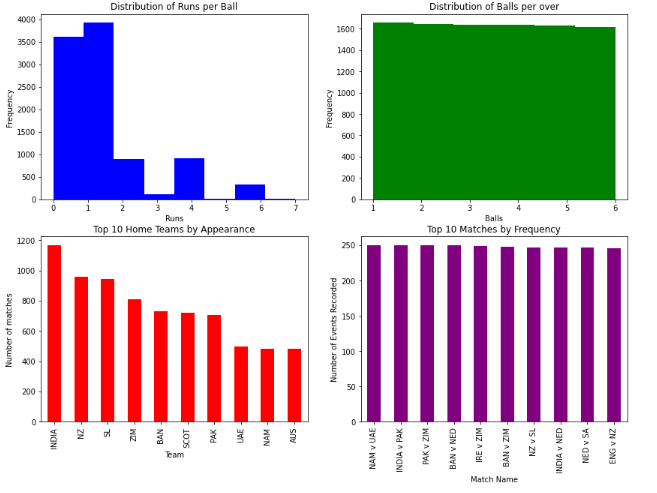 Distribution of Runs per Ball
4000
3500
3000
2500
2000
1500
1000
500
0
Frequency
0 1 2 3 4 5 6 7
Runs
Distribution of Balls per over
1600
1400
1200
1000
800
600
400
200
0
Frequency
1 2 3 4 5 6
Balls
Top 10 Home Teams by Appearance
1200
1000
800
600
400
200
0
Number of matches
INDIA NZ SL ZIM BAN SCOT PAK UAE NAM AUS
Team
Top 10 Matches by Frequency
250
200
150
100
50
0
Number of Events Recorded
NAM v UAE
INDIA v PAK
PAK v ZIM
BAN v NED
IRE v ZIM
BAN v ZIM
NZ v SL
INDIA v NED
NED v SA
ENG v NZ
Match Name